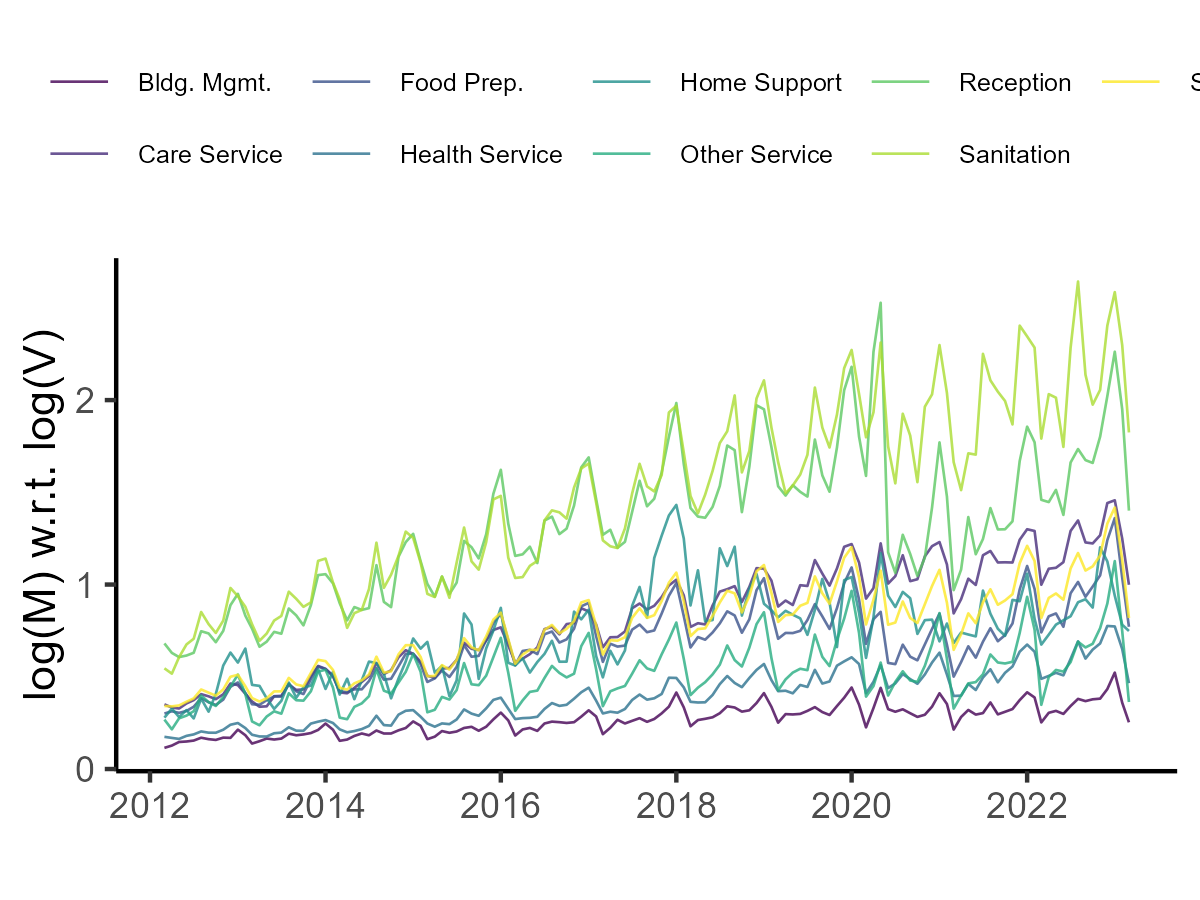 Bldg. Mgmt. Food Prep. Home Support Reception
Care Service Health Service Other Service Sanitation
log(M) w.r.t. log(V)
2
1
0
2012 2014 2016 2018 2020 2022